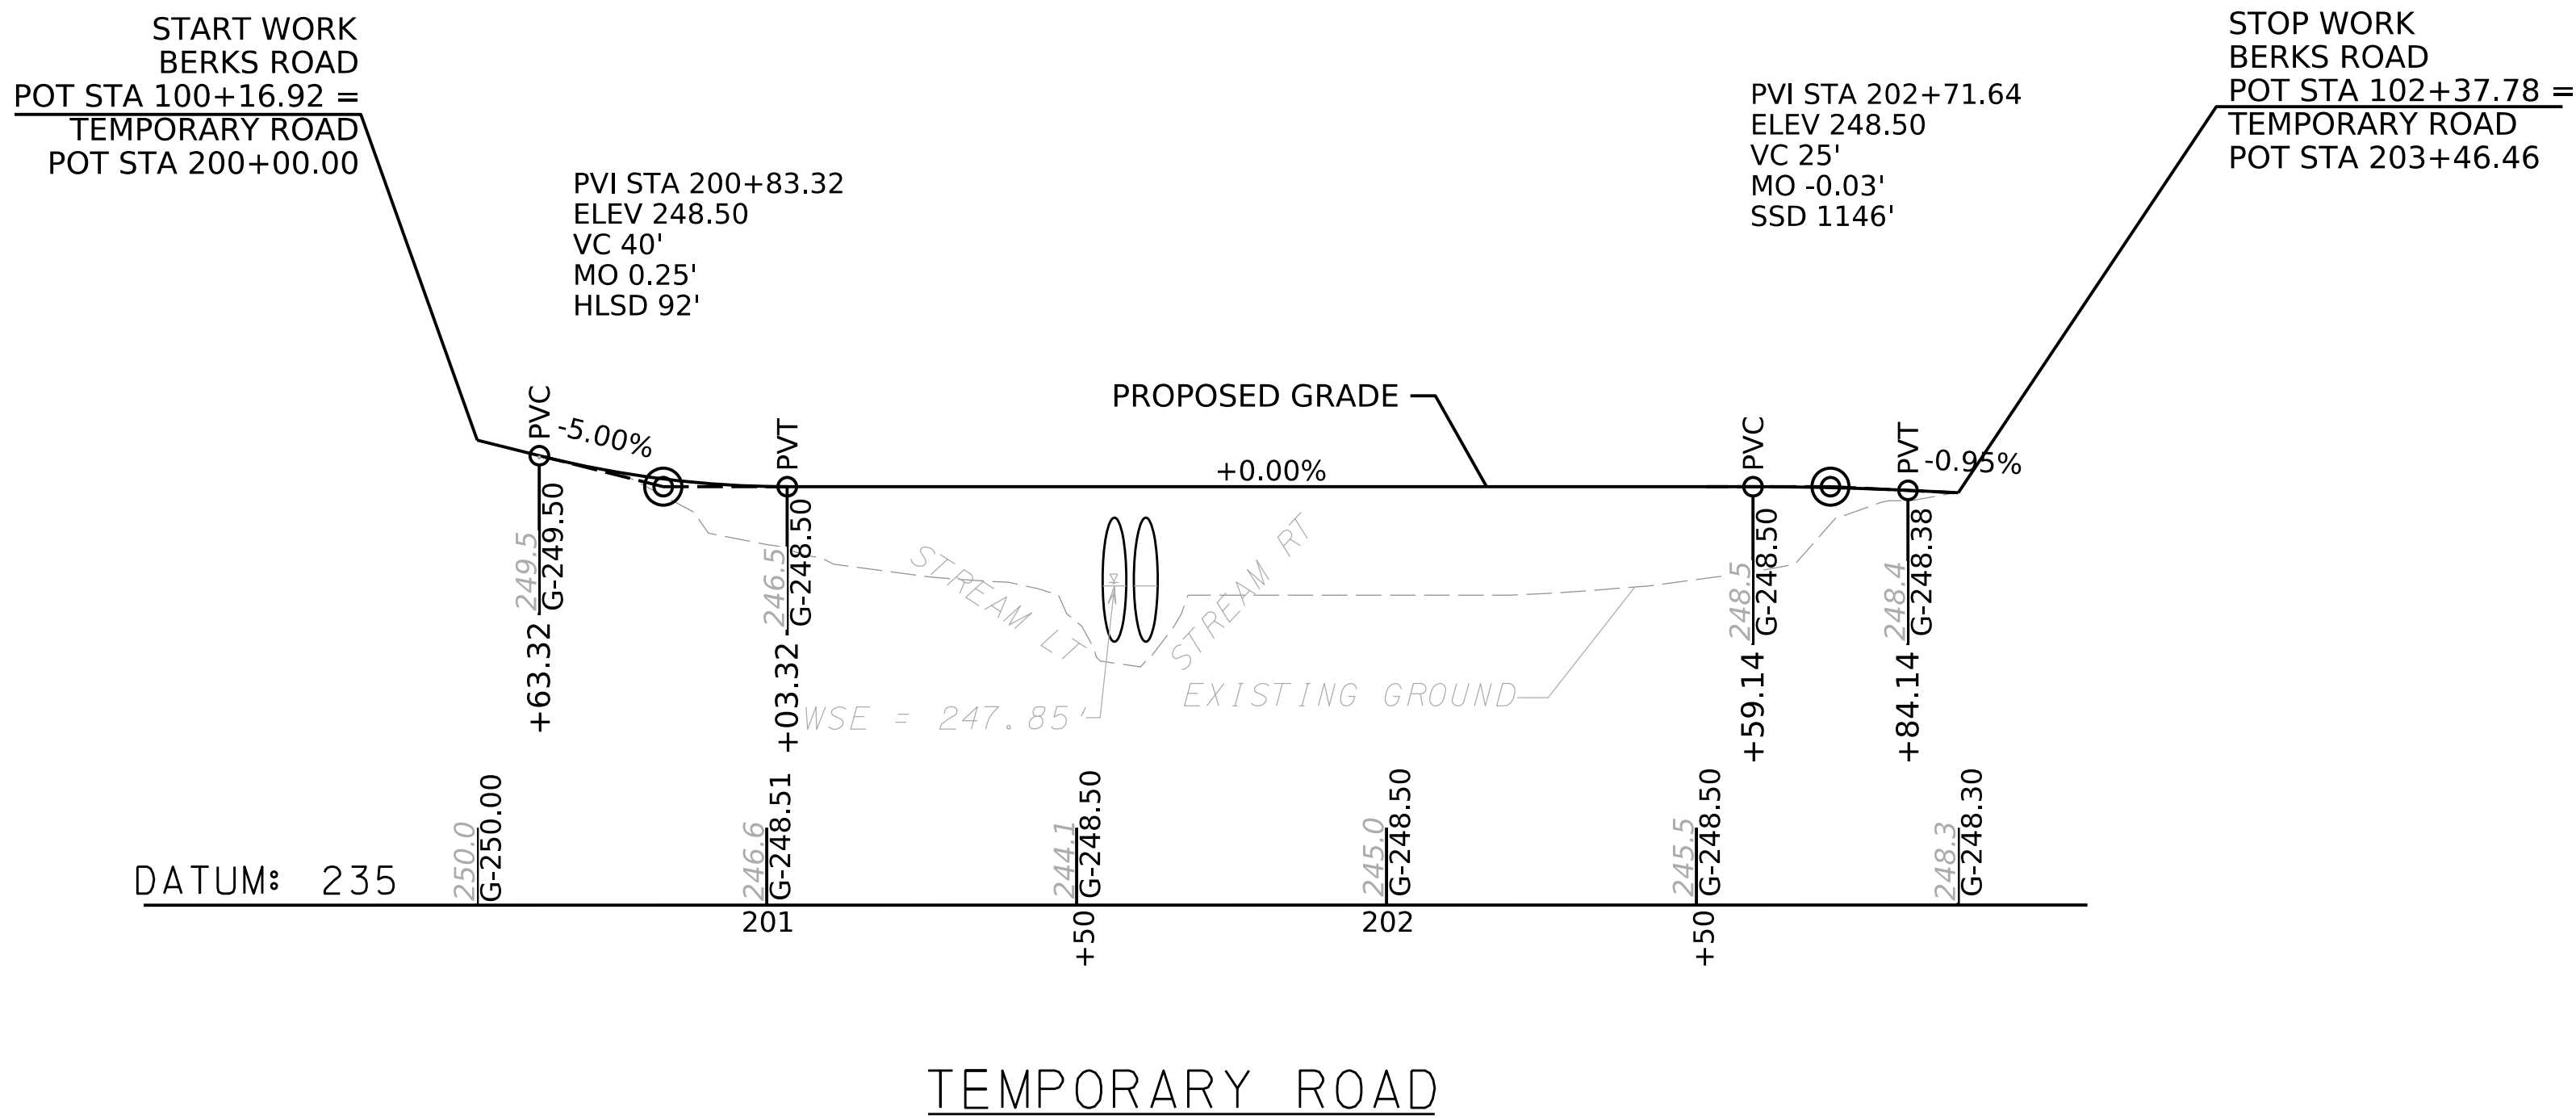 START WORK
BERKS ROAD
POT STA 100+16.92 =
TEMPORARY ROAD
POT STA 200+00.00
PVI STA 200+83.32
ELEV 248.50
VC 40'
MO 0.25'
HLSD 92'
PVI STA 202+71.64
ELEV 248.50
VC 25'
MO -0.03'
SSD 1146'
STOP WORK
BERKS ROAD
POT STA 102+37.78 =
TEMPORARY ROAD
POT STA 203+46.46
PROPOSED GRADE
PVC
-5.00%
PVT
+0.00%
PVC
PVT
-0.95%
249.5
G-249.50
+63.32
246.5
G-248.50
+03.32
STREAM LT
STREAM RT
248.5
G-248.50
+59.14
248.4
G-248.38
+84.14
WSE = 247.85'
EXISTING GROUND
250.0
G-250.00
246.6
G-248.51
244.1
G-248.50
245.0
G-248.50
245.5
G-248.50
248.3
G-248.30
DATUM: 235
201
+50
202
+50
TEMPORARY ROAD